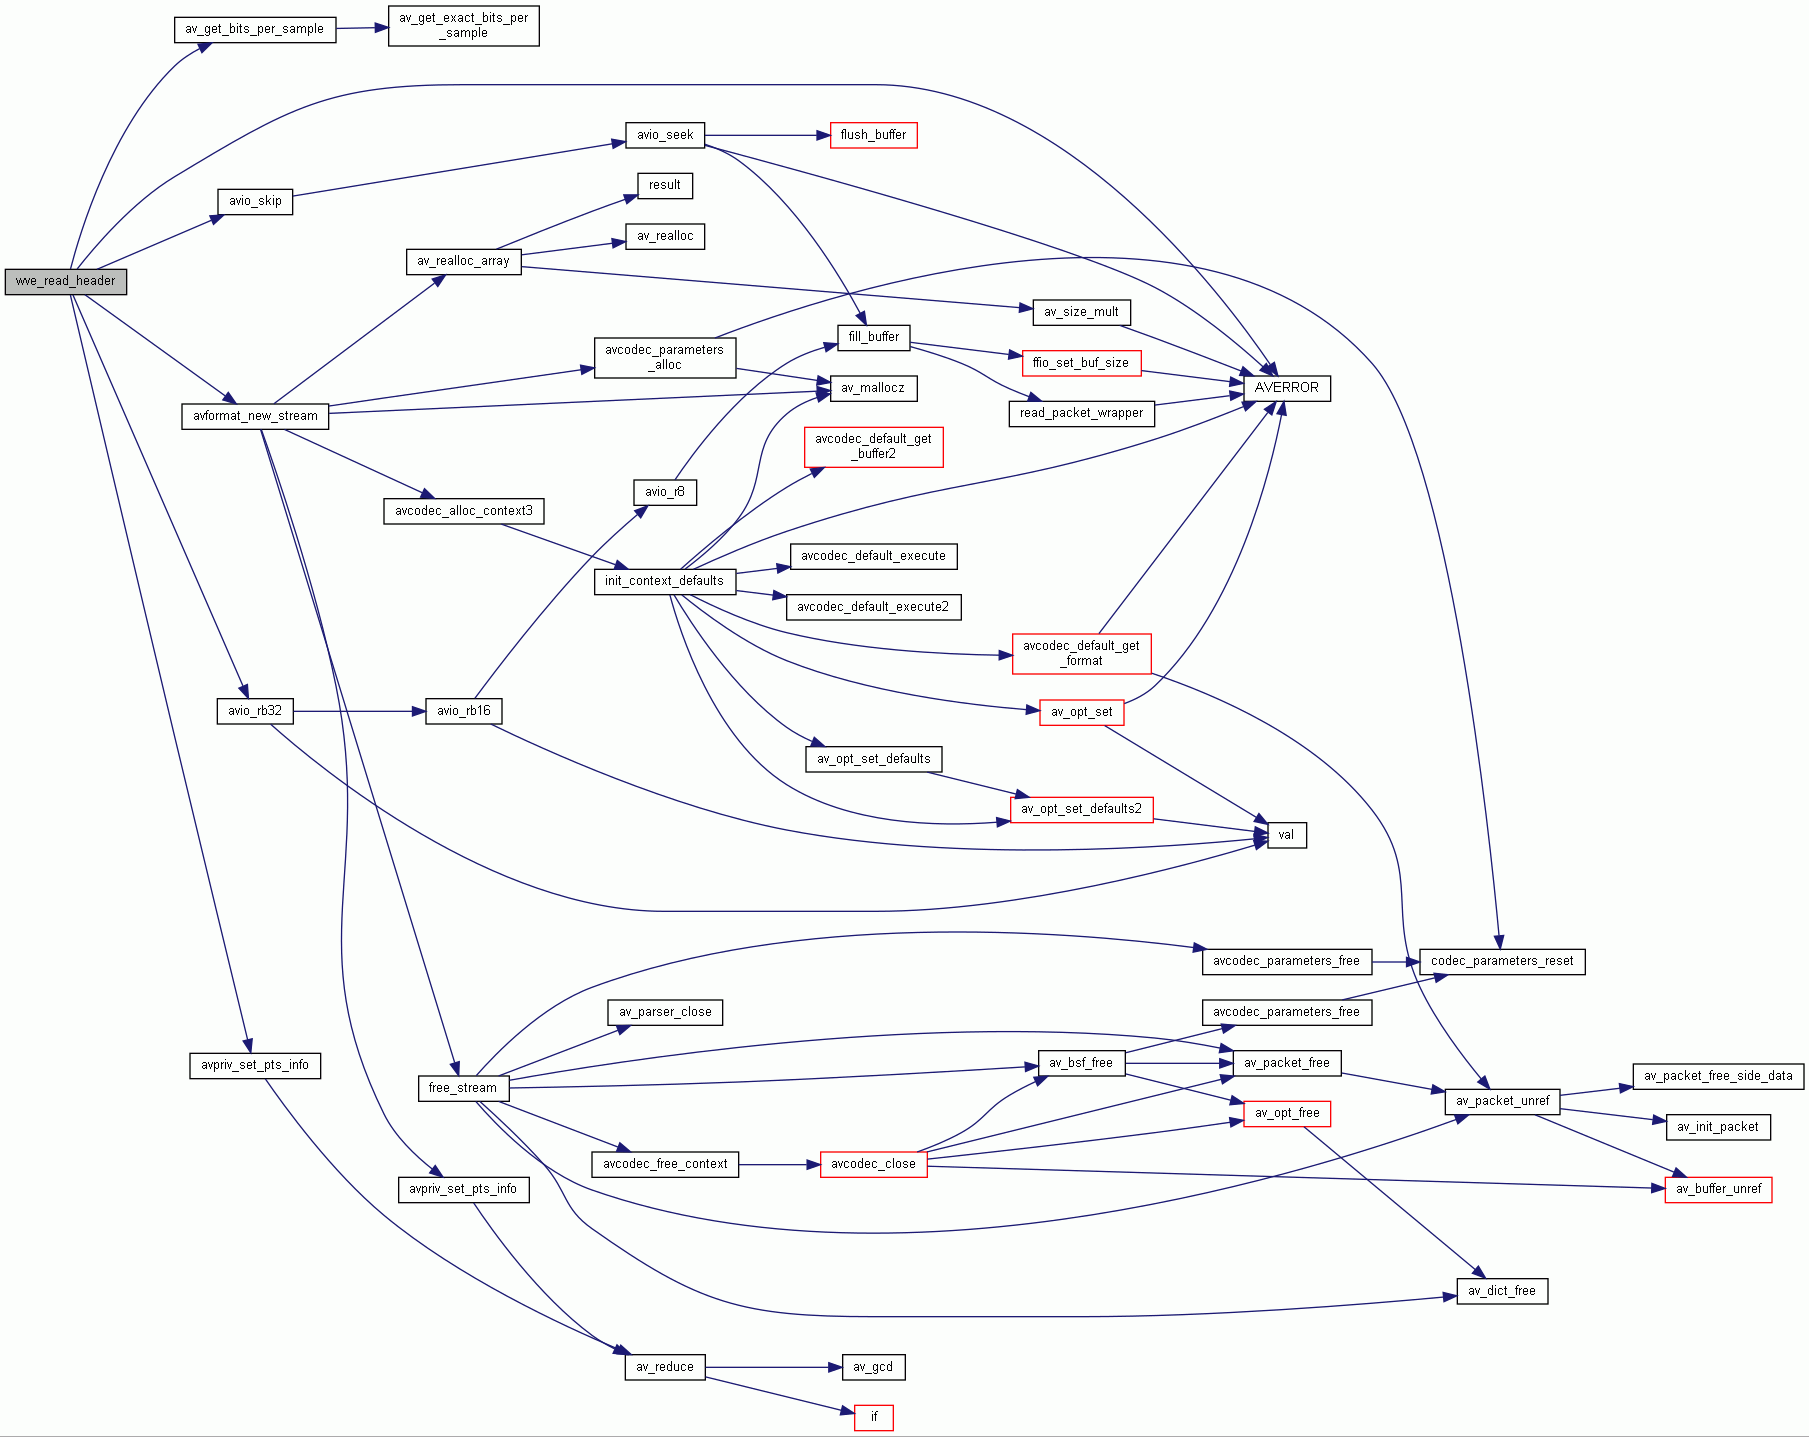 av_get_bits_per_sample
av_get_exact_bits_per
_sample
avio_seek
flush_buffer
result
avio_skip
av_realloc
av_realloc_array
wve_read_header
av_size_mult
fill_buffer
avcodec_parameters
_alloc
ffio_set_buf_size
av_mallocz
AVERROR
avformat_new_stream
read_packet_wrapper
avcodec_default_get
_buffer2
avio_r8
avcodec_alloc_context3
avcodec_default_execute
init_context_defaults
avcodec_default_execute2
avcodec_default_get
_format
avio_rb32
avio_rb16
av_opt_set
av_opt_set_defaults
av_opt_set_defaults2
val
avcodec_parameters_free
codec_parameters_reset
av_parser_close
avcodec_parameters_free
avpriv_set_pts_info
av_bsf_free
av_packet_free
av_packet_free_side_data
free_stream
av_packet_unref
av_opt_free
av_init_packet
avcodec_free_context
avcodec_close
avpriv_set_pts_info
av_buffer_unref
av_dict_free
av_reduce
av_gcd
if